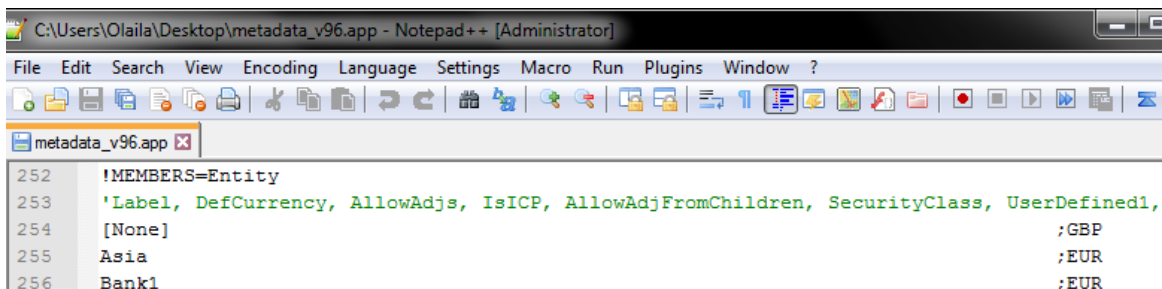 C:\Users\Olaila\Desktop\metadata_v96.app - Notepad++ [Administrator]
File Edit Search View Encoding Language Settings Macro Run Plugins Window ?
metadata_v96.app
252 !MEMBERS=Entity
253 'Label, DefCurrency, AllowAdjs, IsICP, AllowAdjFromChildren, SecurityClass, UserDefined1,
254 [None] ;GBP
255 Asia ;EUR
256 Bank1 ;EUR